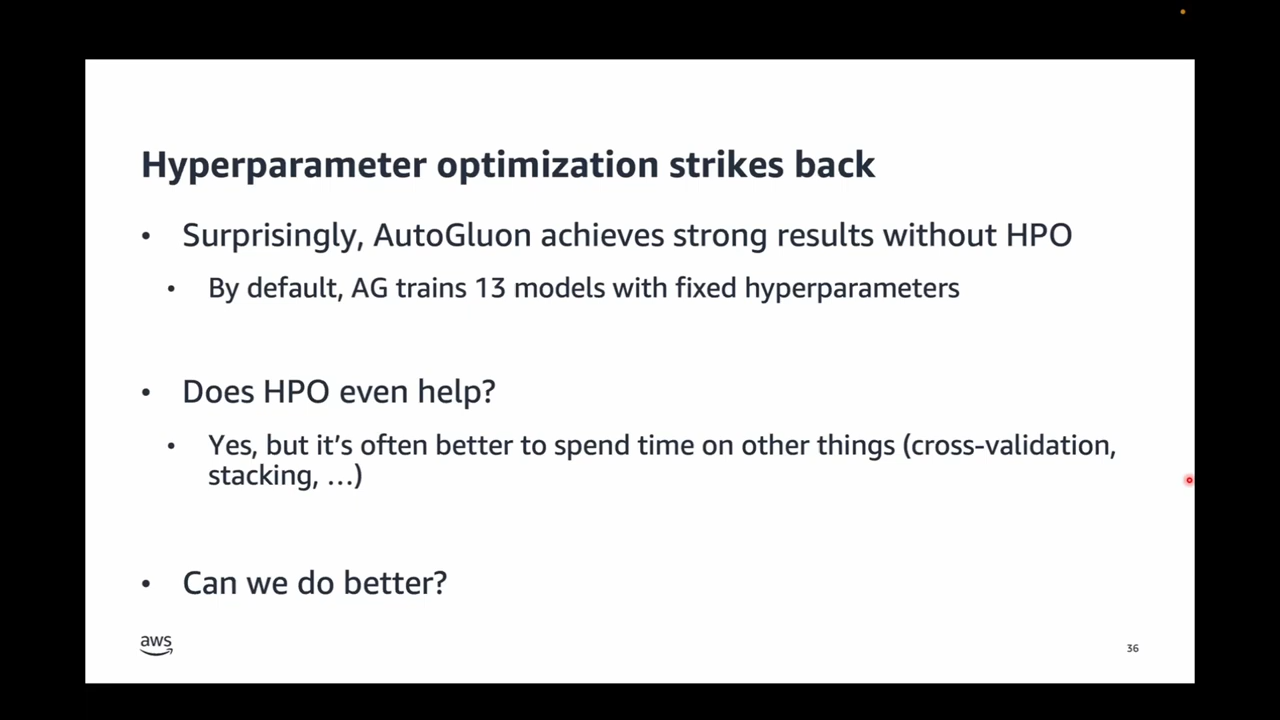 Hyperparameter optimization strikes back
• Surprisingly, AutoGluon achieves strong results without HPO
• By default, AG trains 13 models with fixed hyperparameters
• Does HPO even help?
• Yes, but it's often better to spend time on other things (cross-validation,
stacking, …)
• Can we do better?
aws
36